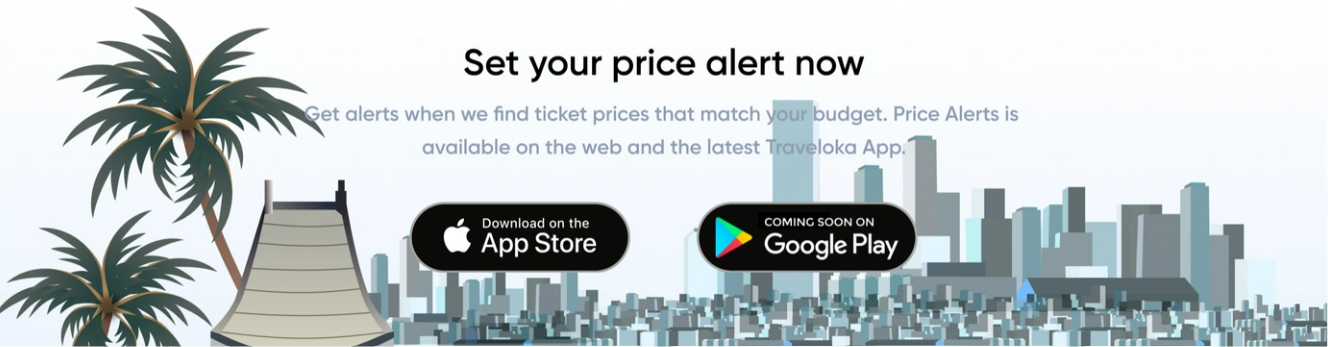 Set your price alert now
Get alerts when we find ticket prices that match your budget. Price Alerts is
available on the web and the latest Traveloka App.
Download on the
App Store
COMING SOON ON
Google Play